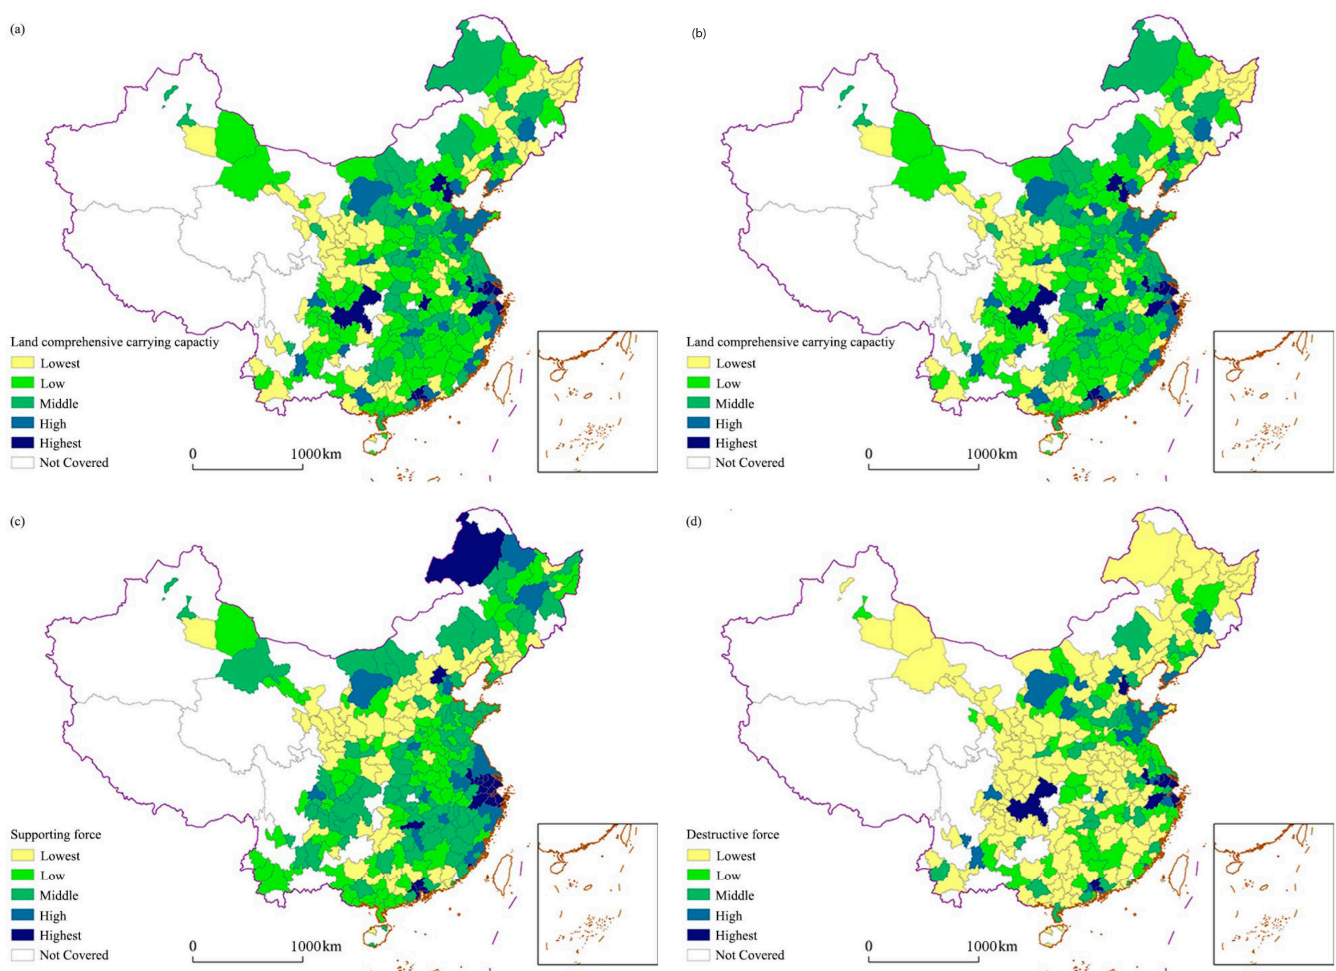 (a)
Land comprehensive carrying capactiy
Lowest
Low
Middle
High
Highest
Not Covered
0 1000km
(b)
Land comprehensive carrying capactiy
Lowest
Low
Middle
High
Highest
Not Covered
0 1000km
(c)
Supporting force
Lowest
Low
Middle
High
Highest
Not Covered
0 1000km
(d)
Destructive force
Lowest
Low
Middle
High
Highest
Not Covered
0 1000km